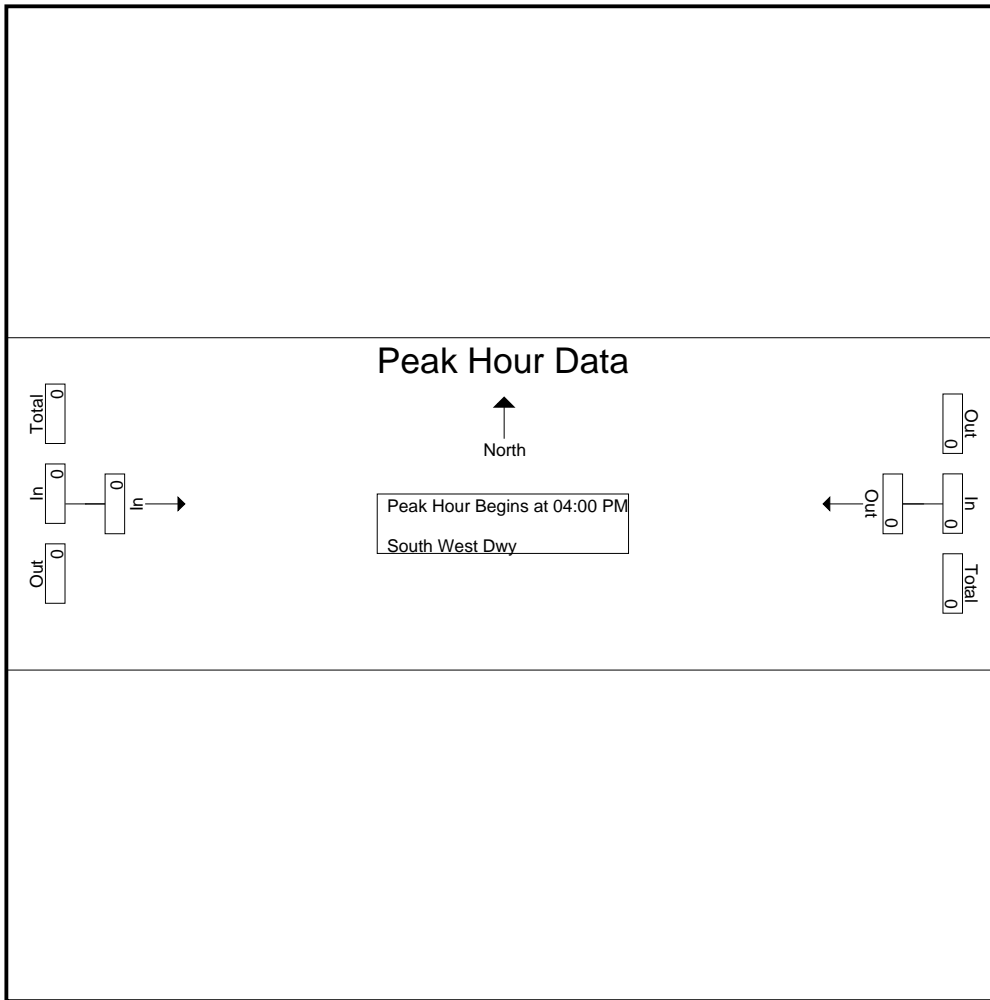 Peak Hour Data
North
Peak Hour Begins at 04:00 PM
South West Dwy
Total
0
In
0
Out
0
In
0
Out
0
Out
0
In
0
Total
0